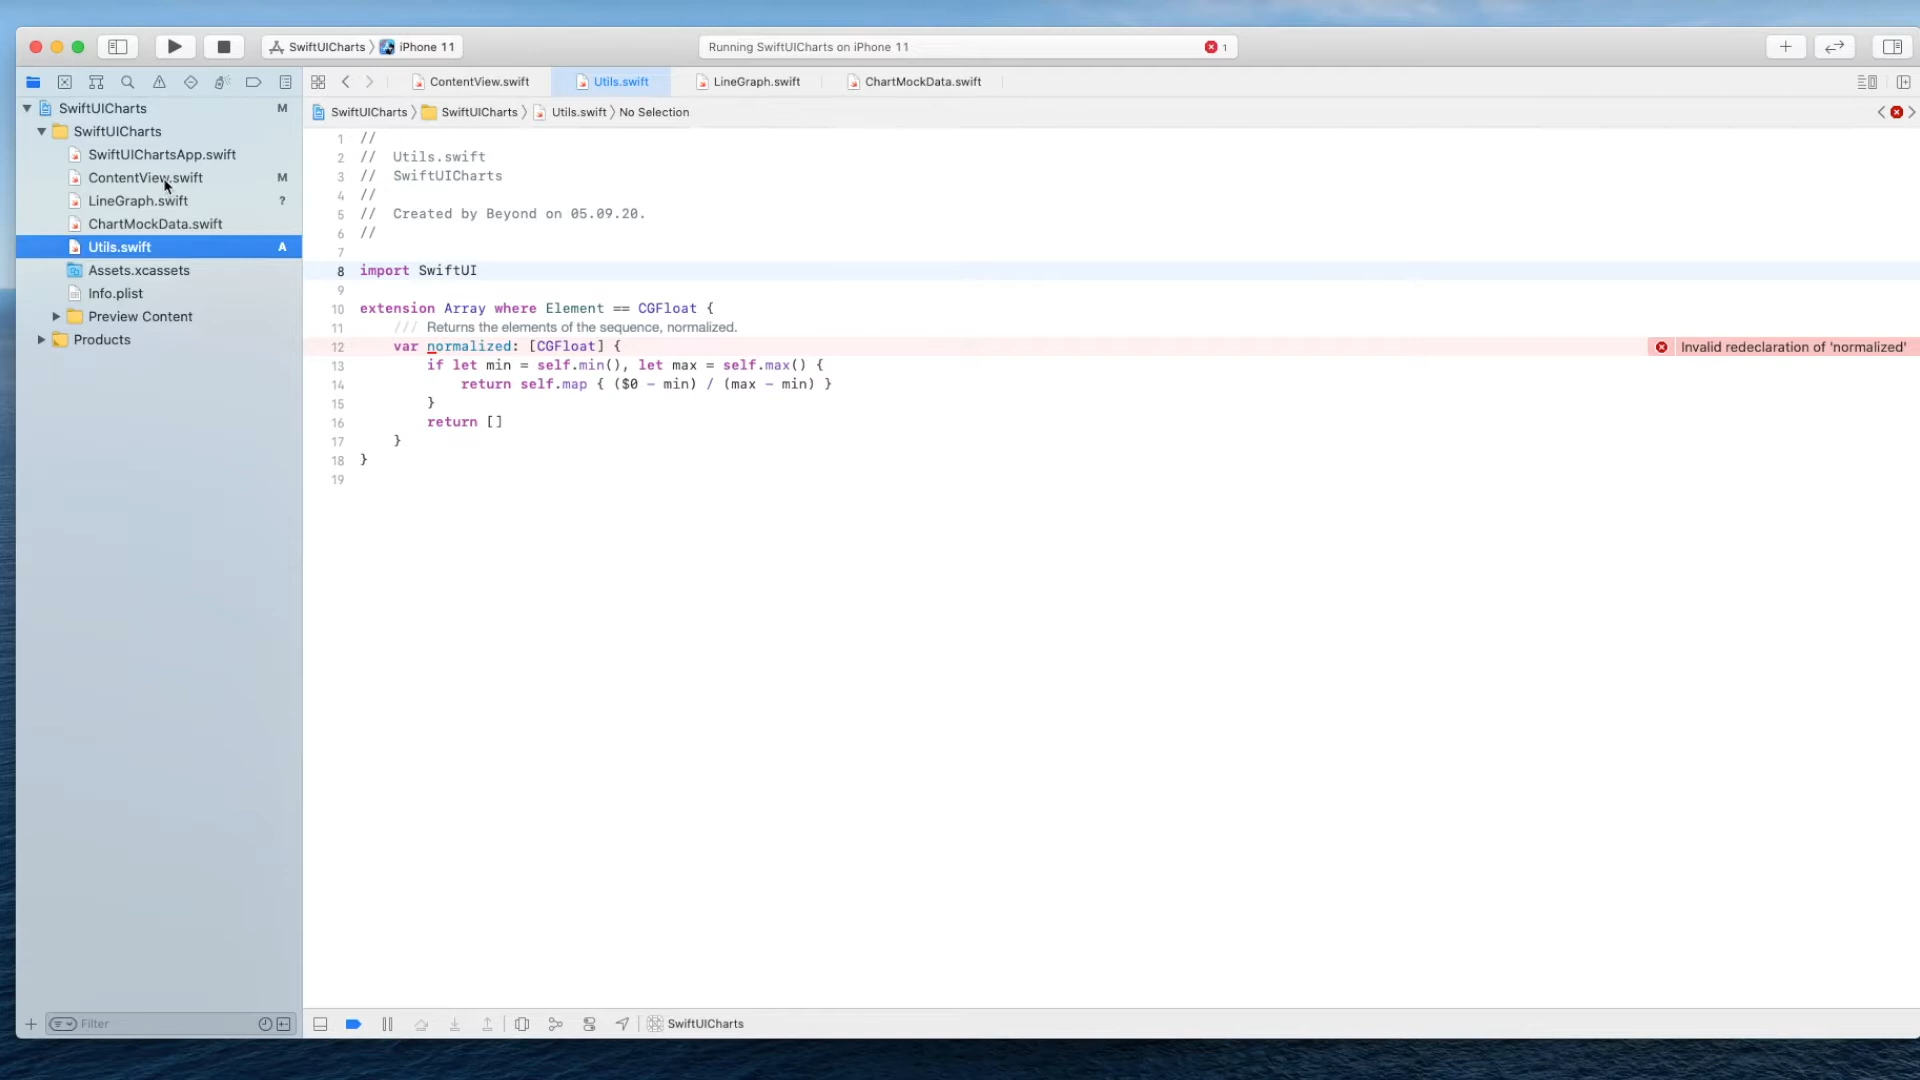 SwiftUICharts 〉 iPhone 11
Running SwiftUICharts on iPhone 11
1
ContentView.swift
Utils.swift
LineGraph.swift
ChartMockData.swift
SwiftUICharts 〉 SwiftUICharts 〉 Utils.swift 〉 No Selection
SwiftUICharts M
SwiftUICharts
SwiftUIChartsApp.swift
ContentView.swift M
LineGraph.swift ?
ChartMockData.swift
Utils.swift A
Assets.xcassets
Info.plist
Preview Content
Products
1 //
2 // Utils.swift
3 // SwiftUICharts
4 //
5 // Created by Beyond on 05.09.20.
6 //
7
8 import SwiftUI
9
10 extension Array where Element == CGFloat {
11 /// Returns the elements of the sequence, normalized.
12 var normalized: [CGFloat] {
Invalid redeclaration of 'normalized'
13 if let min = self.min(), let max = self.max() {
14 return self.map { ($0 - min) / (max - min) }
15 }
16 return []
17 }
18 }
19
Filter
SwiftUICharts